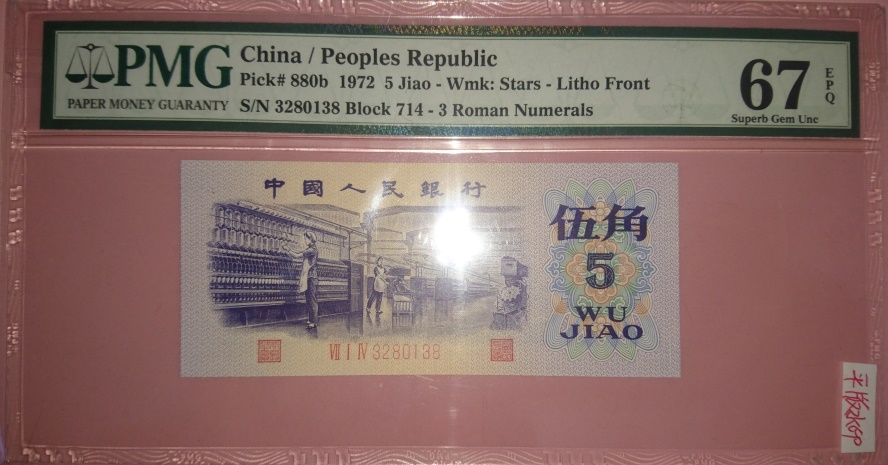 PMG
PAPER MONEY GUARANTY
China / Peoples Republic
Pick# 880b 1972 5 Jiao - Wmk: Stars - Litho Front
S/N 3280138 Block 714 - 3 Roman Numerals
67
EPQ
Superb Gem Unc
中國人民銀行
伍角
5
WU
JIAO
Ⅶ Ⅰ Ⅳ 3280138